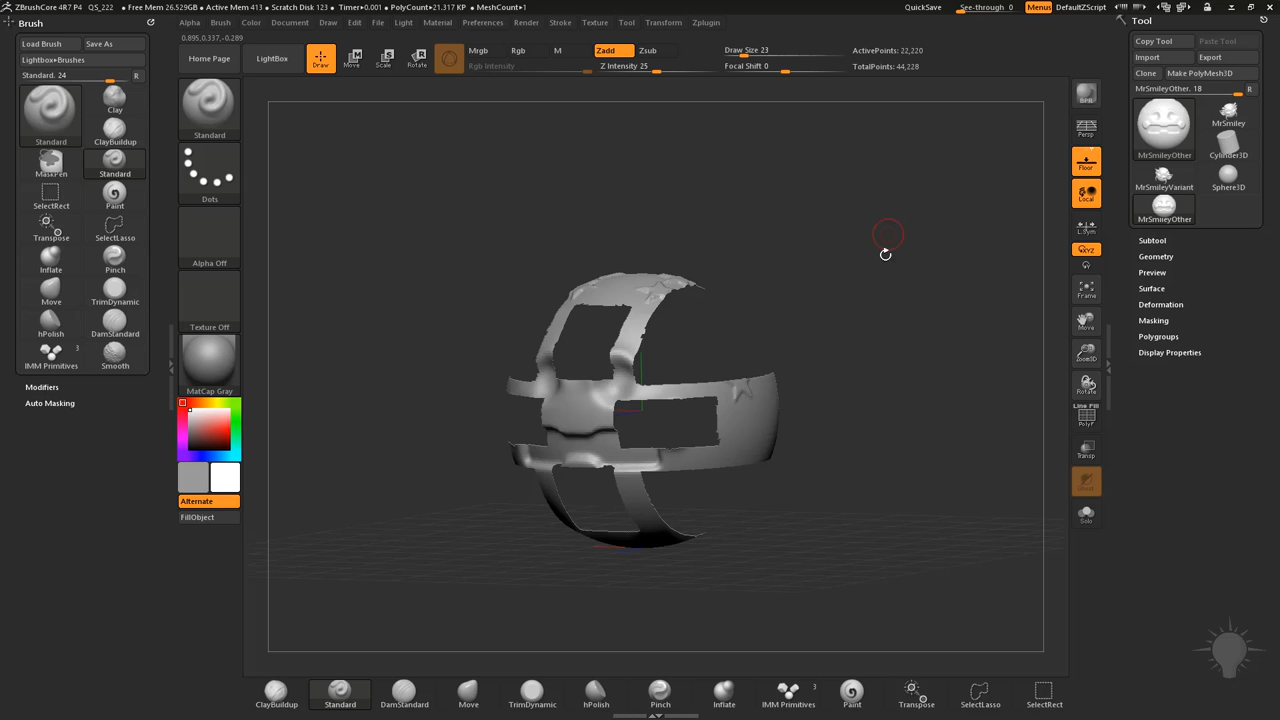 ZBrushCore R7 P4 QS_222 • Free Mem 26.529GB • Active Mem 413 • Scratch Disk 123 • Timer▸0.001 • PolyCount▸21.317 KP • MeshCount▸1
QuickSave See-through 0 Menus DefaultZScript
Brush
Alpha Brush Color Document Draw Edit File Light Material Preferences Render Stroke Texture Tool Transform Zplugin
Tool
0.895,0.337,-0.289
Load Brush Save As
Lightbox▸Brushes
Standard. 24 R
Standard
Clay
ClayBuildup
MaskPen
Standard
SelectRect
Paint
Transpose
SelectLasso
Inflate
Pinch
Move
TrimDynamic
hPolish
DamStandard
IMM Primitives 3
Smooth
Modifiers
Auto Masking
Home Page LightBox Draw Move Scale Rotate
Mrgb Rgb M
Rgb Intensity
Zadd Zsub
Z Intensity 25
Draw Size 23
Focal Shift 0
ActivePoints: 22,220
TotalPoints: 44,228
Standard
Dots
Alpha Off
Texture Off
MatCap Gray
Alternate
FillObject
BPR
Persp
Floor
Local
L.Sym
XYZ
Frame
Move
Zoom3D
Rotate
Line Fill
PolyF
Transp
Solo
Copy Tool Paste Tool
Import Export
Clone Make PolyMesh3D
MrSmileyOther. 18 R
MrSmileyOther
MrSmiley
Cylinder3D
MrSmileyVariant
Sphere3D
MrSmileyOther
Subtool
Geometry
Preview
Surface
Deformation
Masking
Polygroups
Display Properties
ClayBuildup Standard DamStandard Move TrimDynamic hPolish Pinch Inflate IMM Primitives 3 Paint Transpose SelectLasso SelectRect